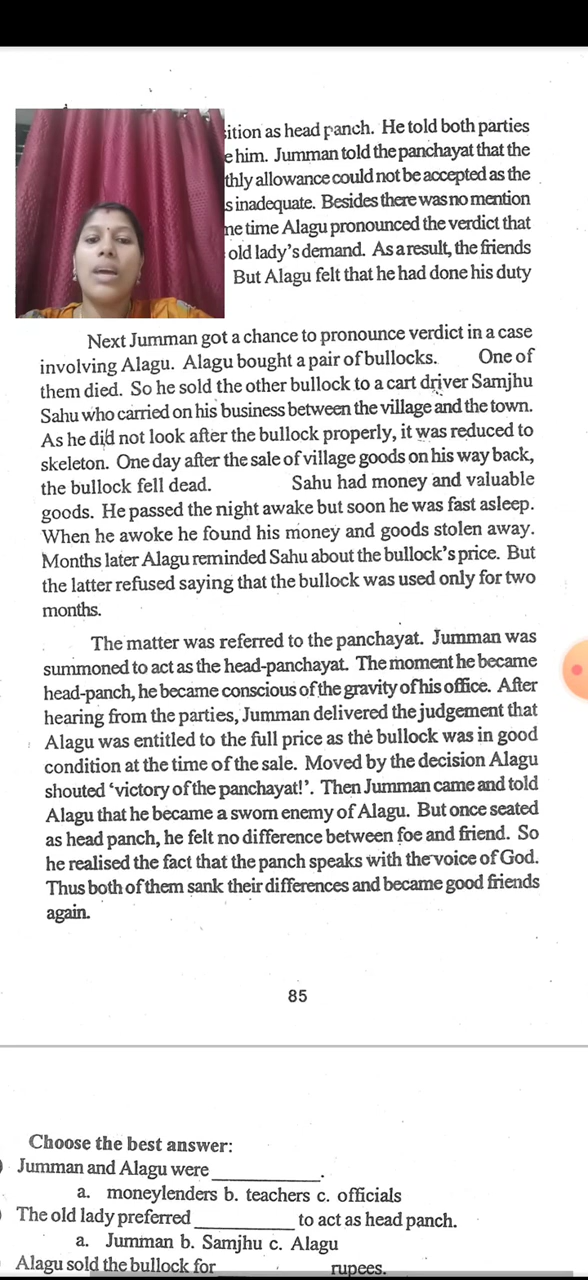 ition as head panch. He told both parties
e him. Jumman told the panchayat that the
thly allowance could not be accepted as the
s inadequate. Besides there was no mention
ne time Alagu pronounced the verdict that
old lady's demand. As a result, the friends
But Alagu felt that he had done his duty
Next Jumman got a chance to pronounce verdict in a case
involving Alagu. Alagu bought a pair of bullocks. One of
them died. So he sold the other bullock to a cart driver Samjhu
Sahu who carried on his business between the village and the town.
As he did not look after the bullock properly, it was reduced to
skeleton. One day after the sale of village goods on his way back,
the bullock fell dead. Sahu had money and valuable
goods. He passed the night awake but soon he was fast asleep.
When he awoke he found his money and goods stolen away.
Months later Alagu reminded Sahu about the bullock's price. But
the latter refused saying that the bullock was used only for two
months.
The matter was referred to the panchayat. Jumman was
summoned to act as the head-panchayat. The moment he became
head-panch, he became conscious of the gravity of his office. After
hearing from the parties, Jumman delivered the judgement that
Alagu was entitled to the full price as the bullock was in good
condition at the time of the sale. Moved by the decision Alagu
shouted 'victory of the panchayat!'. Then Jumman came and told
Alagu that he became a sworn enemy of Alagu. But once seated
as head panch, he felt no difference between foe and friend. So
he realised the fact that the panch speaks with the voice of God.
Thus both of them sank their differences and became good friends
again.
85
Choose the best answer:
Jumman and Alagu were ____________.
a. moneylenders b. teachers c. officials
The old lady preferred ___________ to act as head panch.
a. Jumman b. Samjhu c. Alagu
Alagu sold the bullock for ____________ rupees.